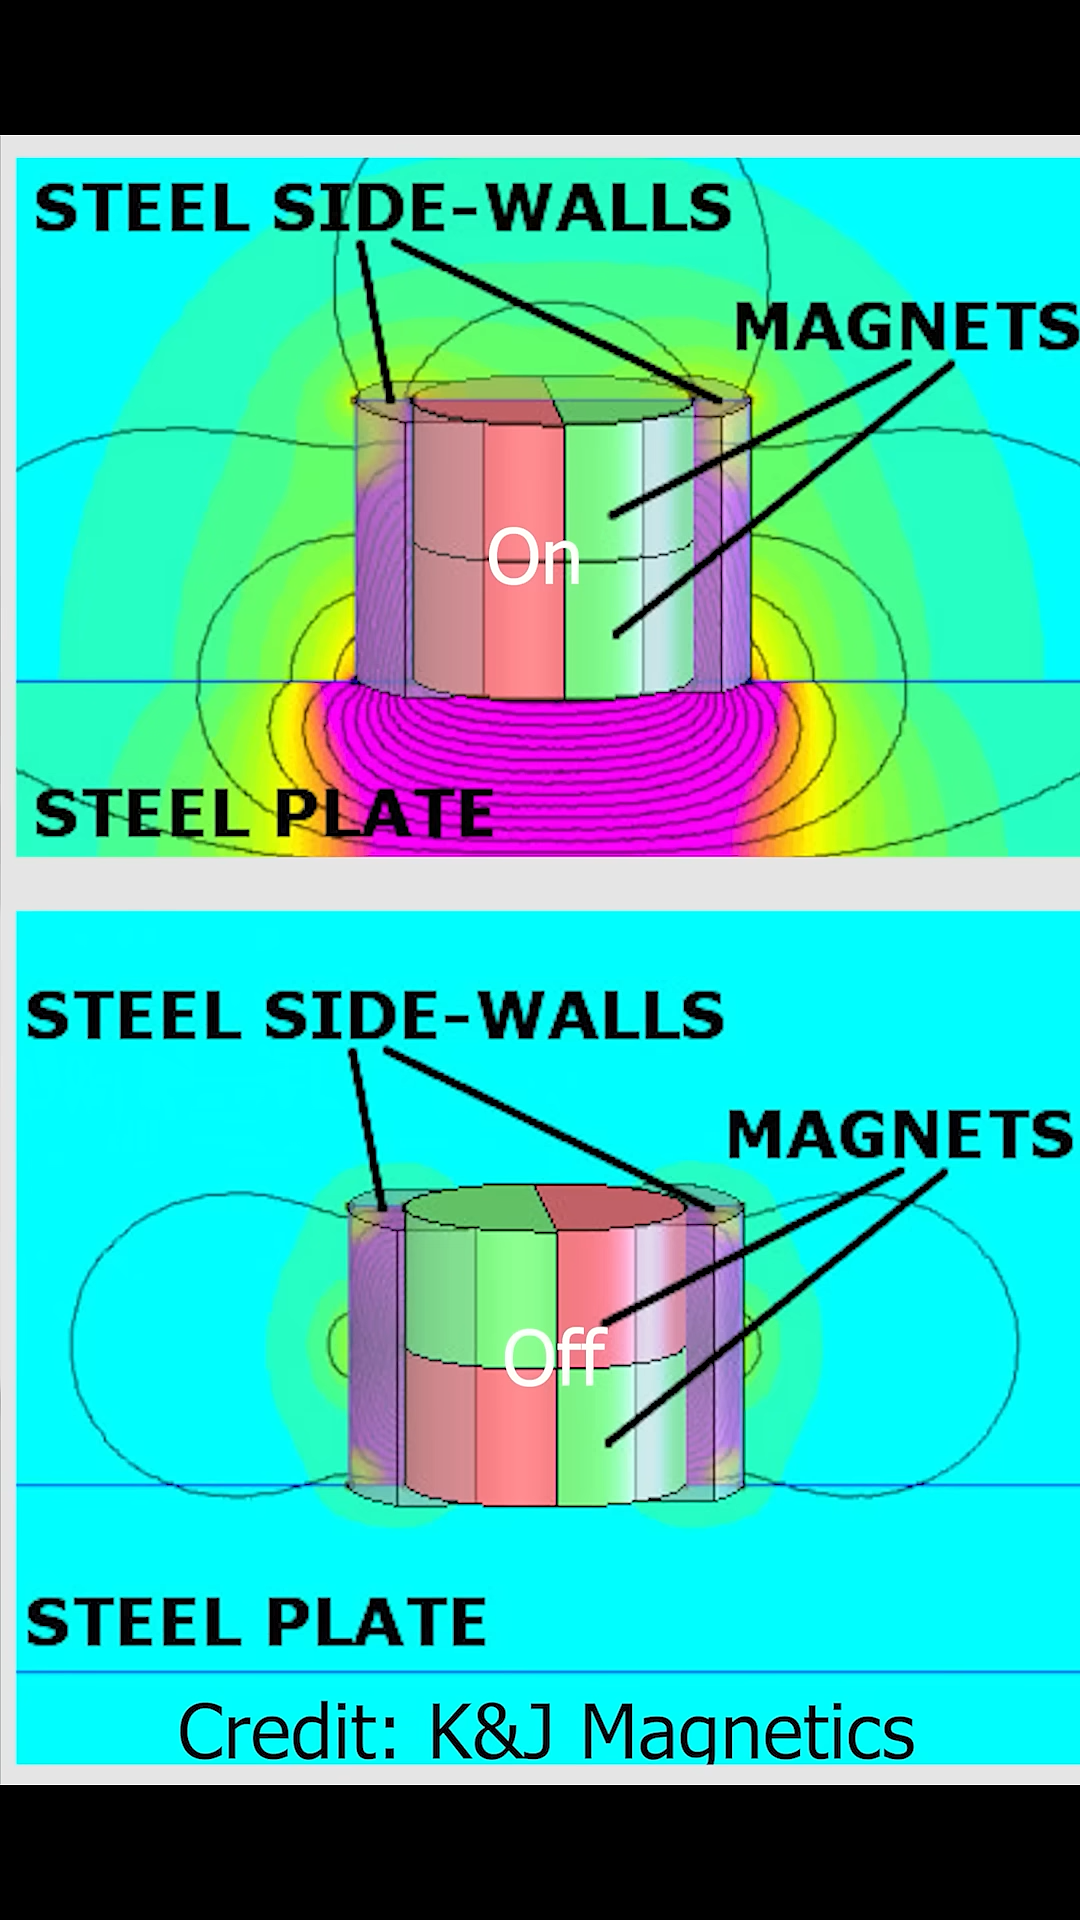 STEEL SIDE-WALLS
MAGNETS
On
STEEL PLATE
STEEL SIDE-WALLS
MAGNETS
Off
STEEL PLATE
Credit: K&J Magnetics